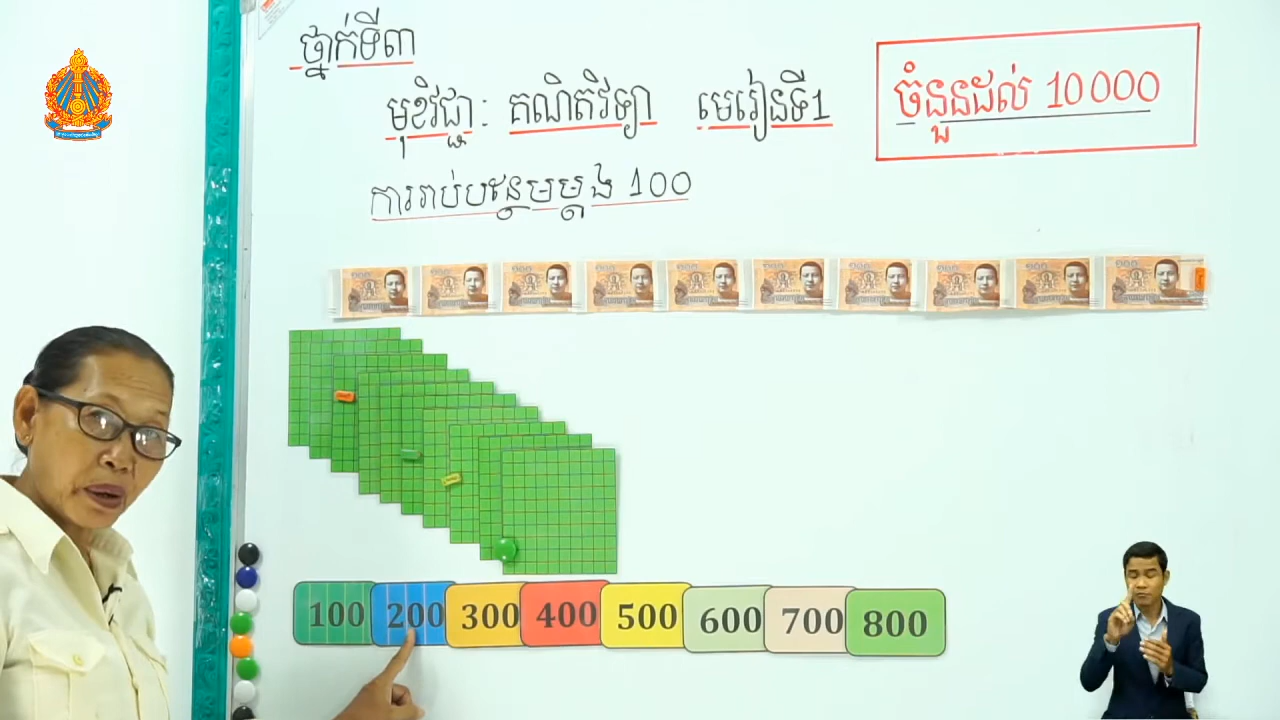 ថ្នាក់ទី៣
មុខវិជ្ជា : គណិតវិទ្យា មេរៀនទី1
ចំនួនដល់ 10 000
ការរាប់បន្ថែមម្តង 100
100 200 300 400 500 600 700 800